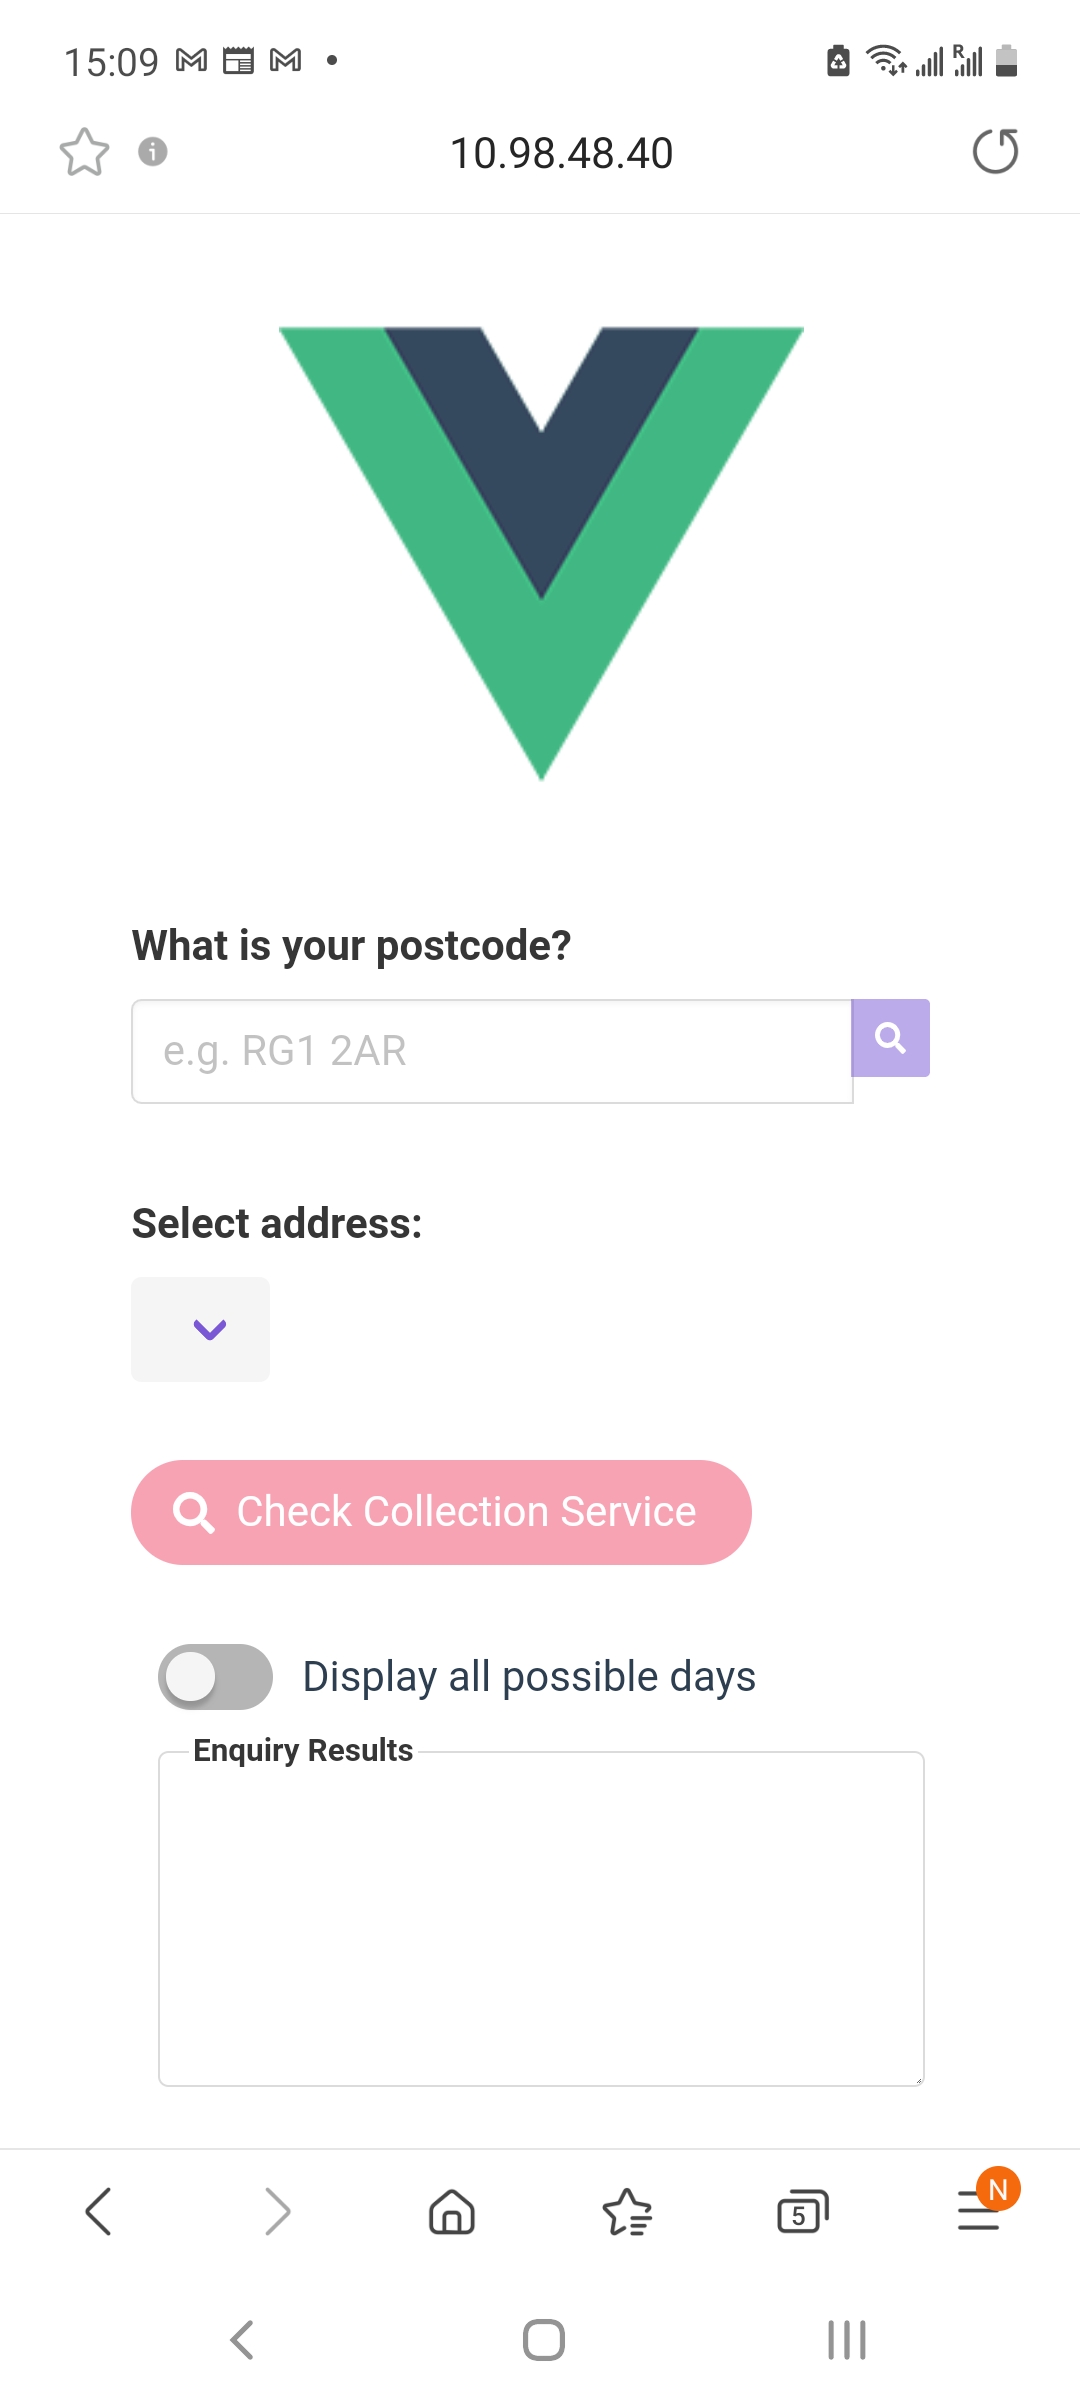 15:09
R
10.98.48.40
What is your postcode?
e.g. RG1 2AR
Select address:
Check Collection Service
Display all possible days
Enquiry Results
5
N